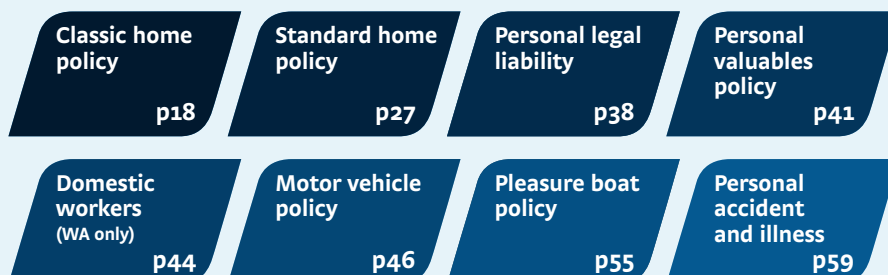 Classic home
policy
p18
Standard home
policy
p27
Personal legal
liability
p38
Personal
valuables
policy
p41
Domestic
workers
(WA only)
p44
Motor vehicle
policy
p46
Pleasure boat
policy
p55
Personal
accident
and illness
p59